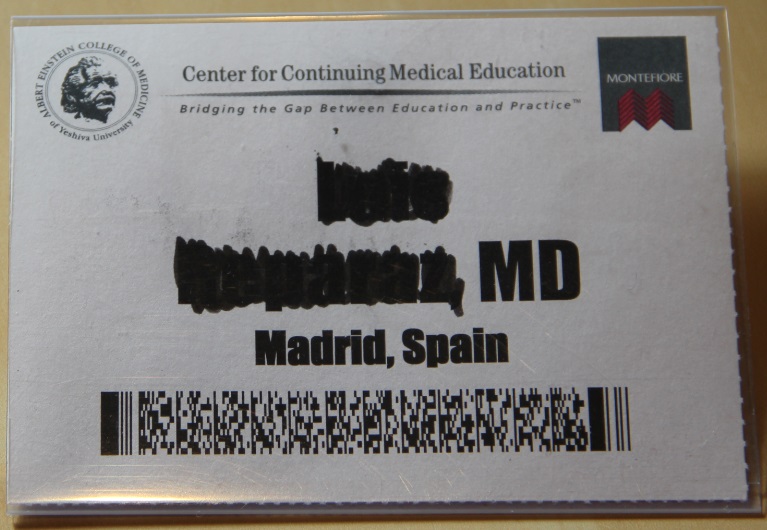 ALBERT EINSTEIN COLLEGE OF MEDICINE
of Yeshiva University
Center for Continuing Medical Education
Bridging the Gap Between Education and Practice™
MONTEFIORE
, MD
Madrid, Spain